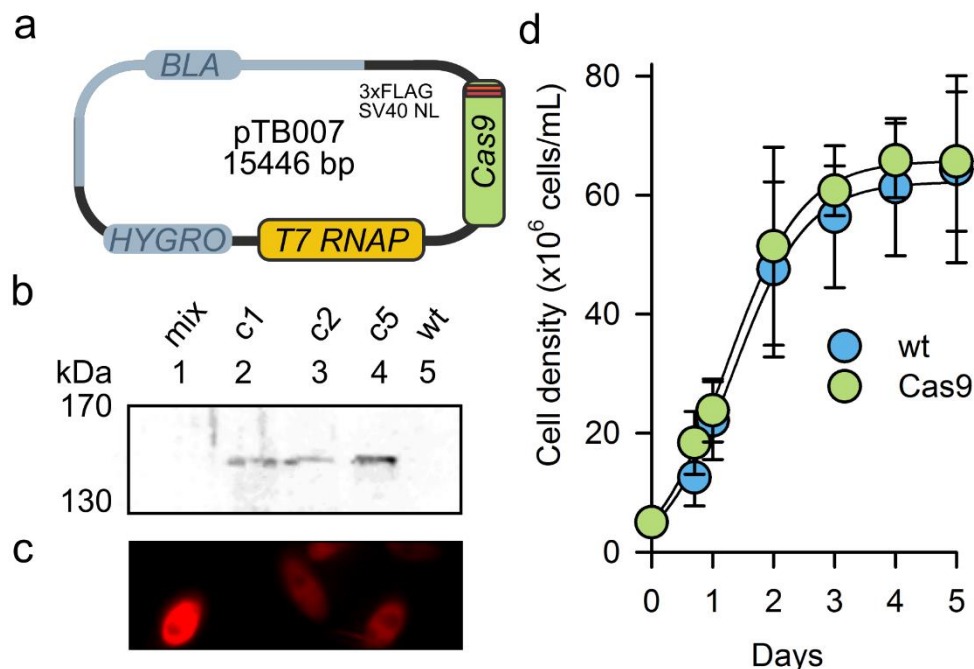 a
BLA
3xFLAG
SV40 NL
Cas9
pTB007
15446 bp
HYGRO
T7 RNAP
b
mix c1 c2 c5 wt
kDa 1 2 3 4 5
170
130
c
d
Cell density (x10⁶ cells/mL)
80
60
40
20
0
wt
Cas9
0 1 2 3 4 5
Days